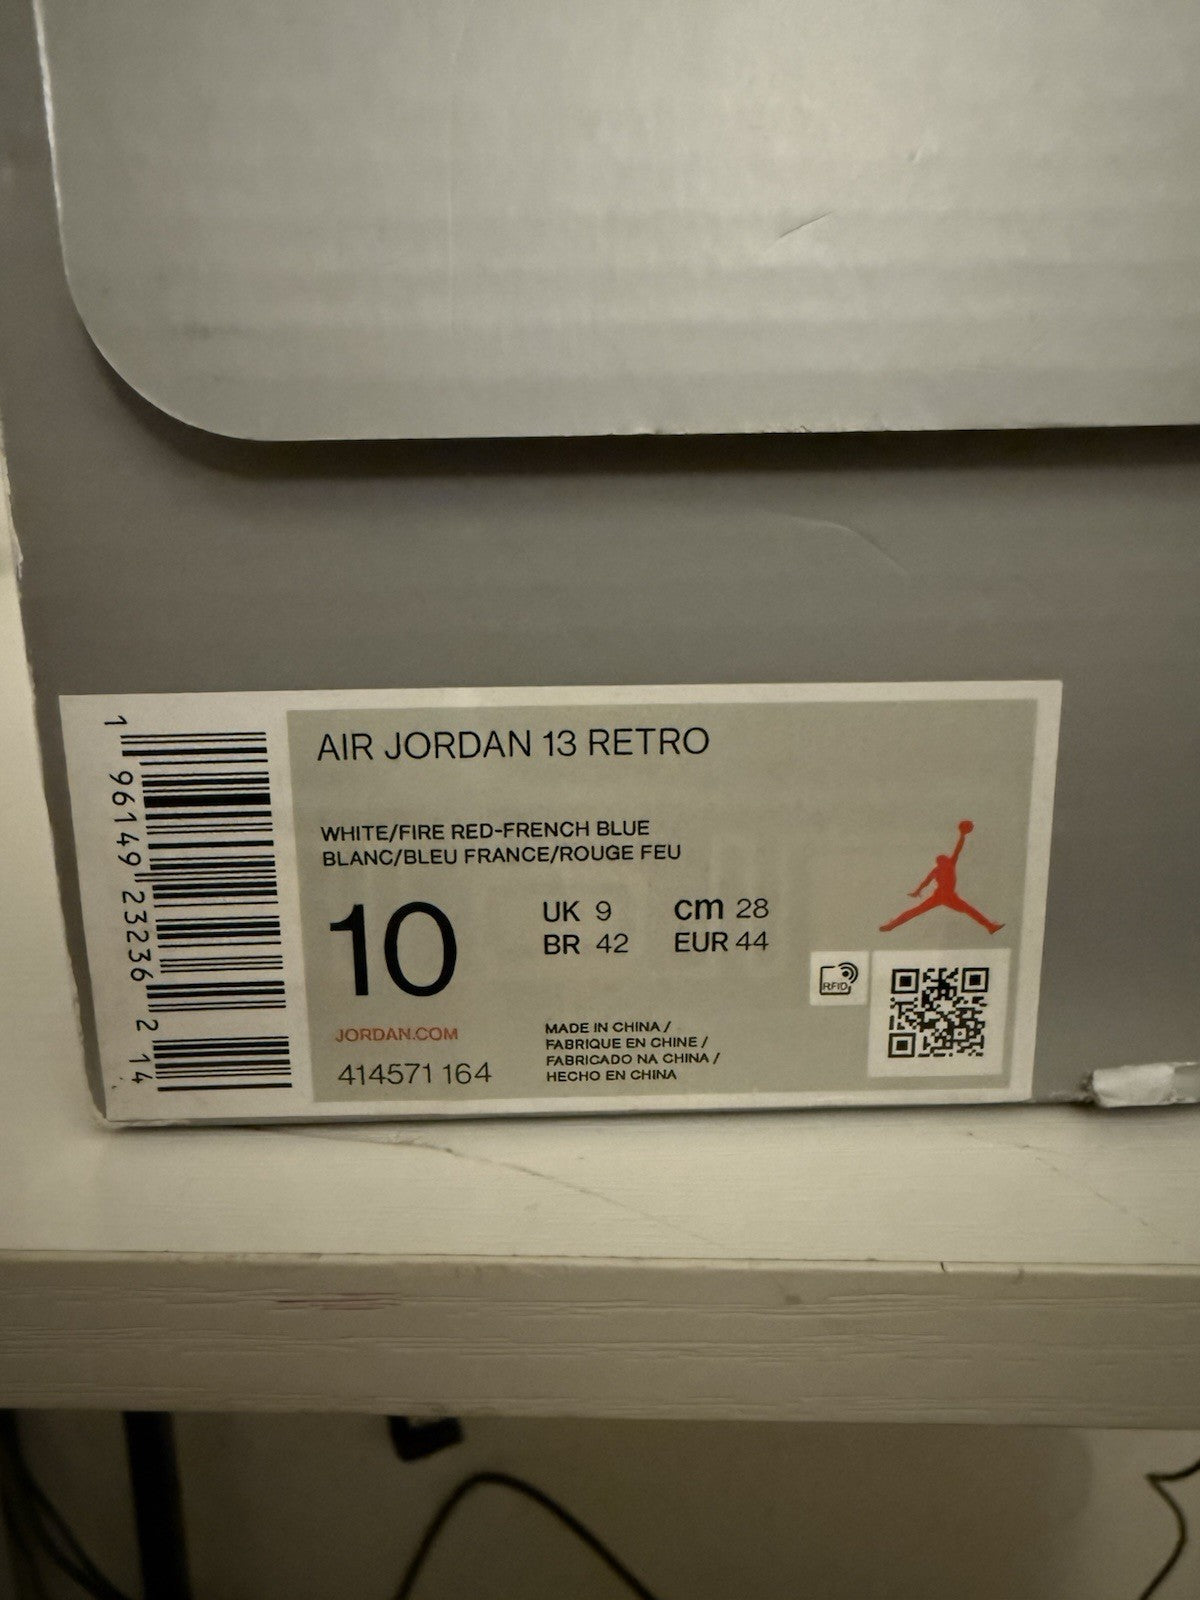 AIR JORDAN 13 RETRO
WHITE/FIRE RED-FRENCH BLUE
BLANC/BLEU FRANCE/ROUGE FEU
10
UK 9
cm 28
BR 42
EUR 44
RFID
JORDAN.COM
414571 164
MADE IN CHINA /
FABRIQUE EN CHINE /
FABRICADO NA CHINA /
HECHO EN CHINA
1 96149 23236 2 14